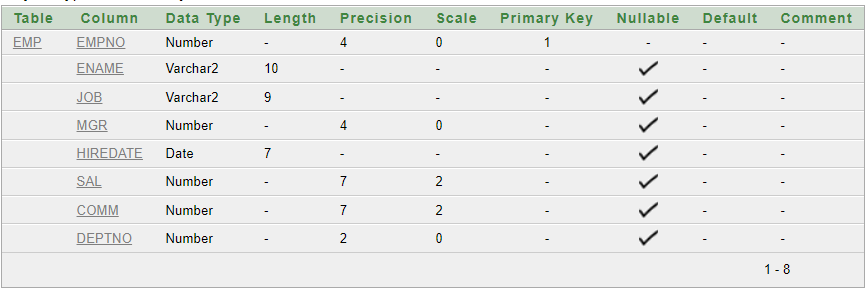 Table Column Data Type Length Precision Scale Primary Key Nullable Default Comment
EMP EMPNO Number - 4 0 1 - - -
ENAME Varchar2 10 - - - - -
JOB Varchar2 9 - - - - -
MGR Number - 4 0 - - -
HIREDATE Date 7 - - - - -
SAL Number - 7 2 - - -
COMM Number - 7 2 - - -
DEPTNO Number - 2 0 - - -
1 - 8